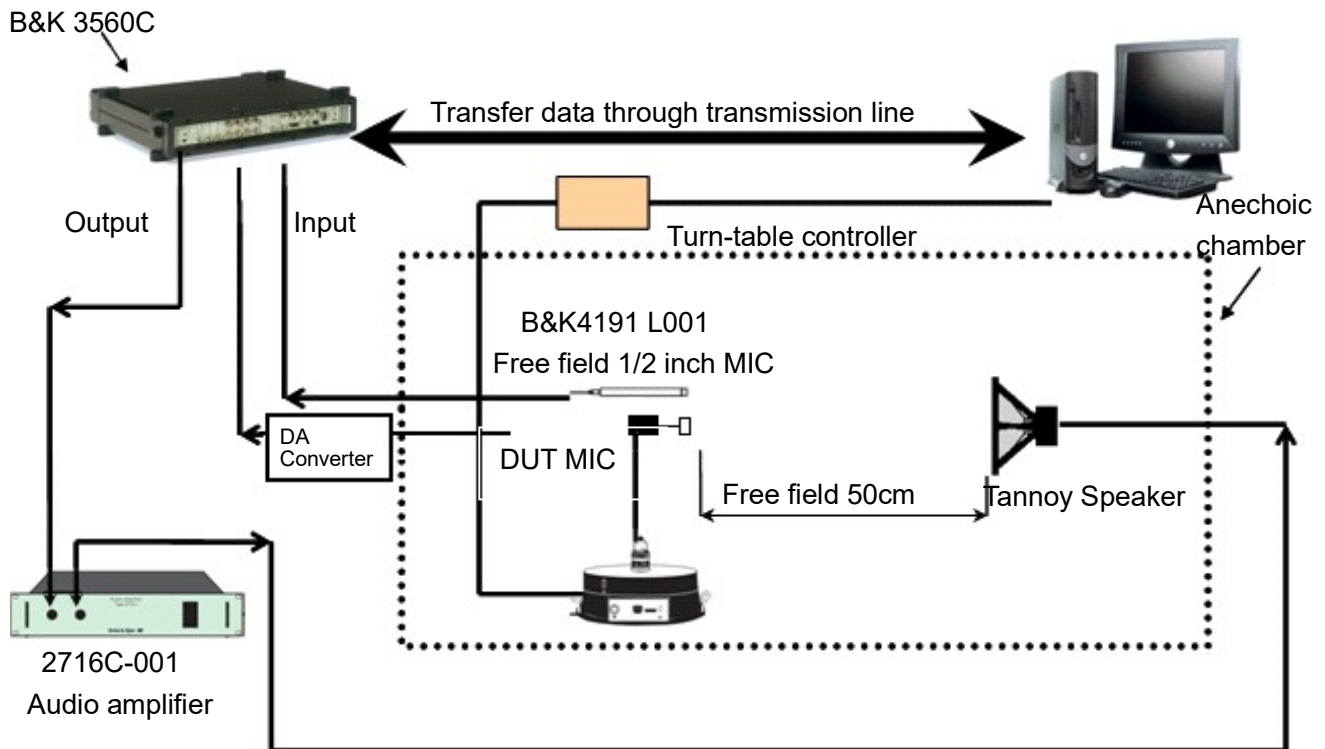 B&K 3560C
Transfer data through transmission line
Output
Input
Turn-table controller
Anechoic
chamber
B&K4191 L001
Free field 1/2 inch MIC
DA
Converter
DUT MIC
Free field 50cm
Tannoy Speaker
2716C-001
Audio amplifier